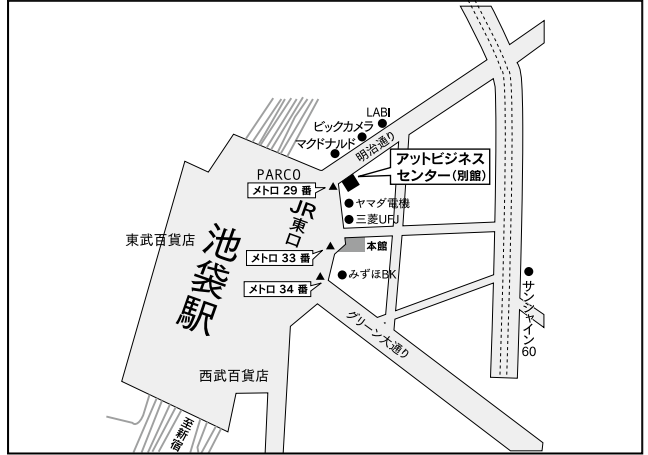 LABI
ビックカメラ
マクドナルド
明治通り
アットビジネス
センター(別館)
PARCO
メトロ 29 番
ヤマダ電機
三菱UFJ
JR東口
東武百貨店
池袋駅
本館
メトロ 33 番
みずほBK
メトロ 34 番
サンシャイン60
グリーン大通り
西武百貨店
至新宿